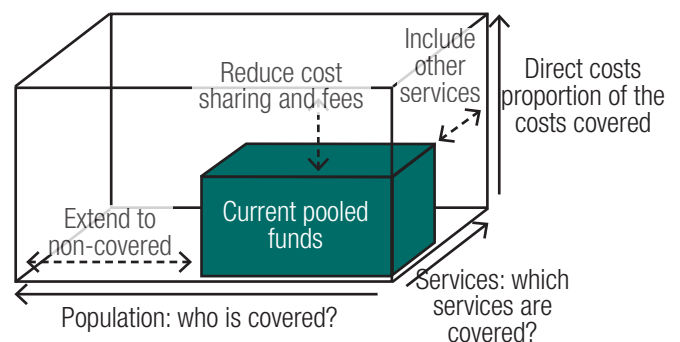 Include
other
services
Reduce cost
sharing and fees
Direct costs
proportion of the
costs covered
Current pooled
funds
Extend to
non-covered
Population: who is covered?
Services: which
services are
covered?